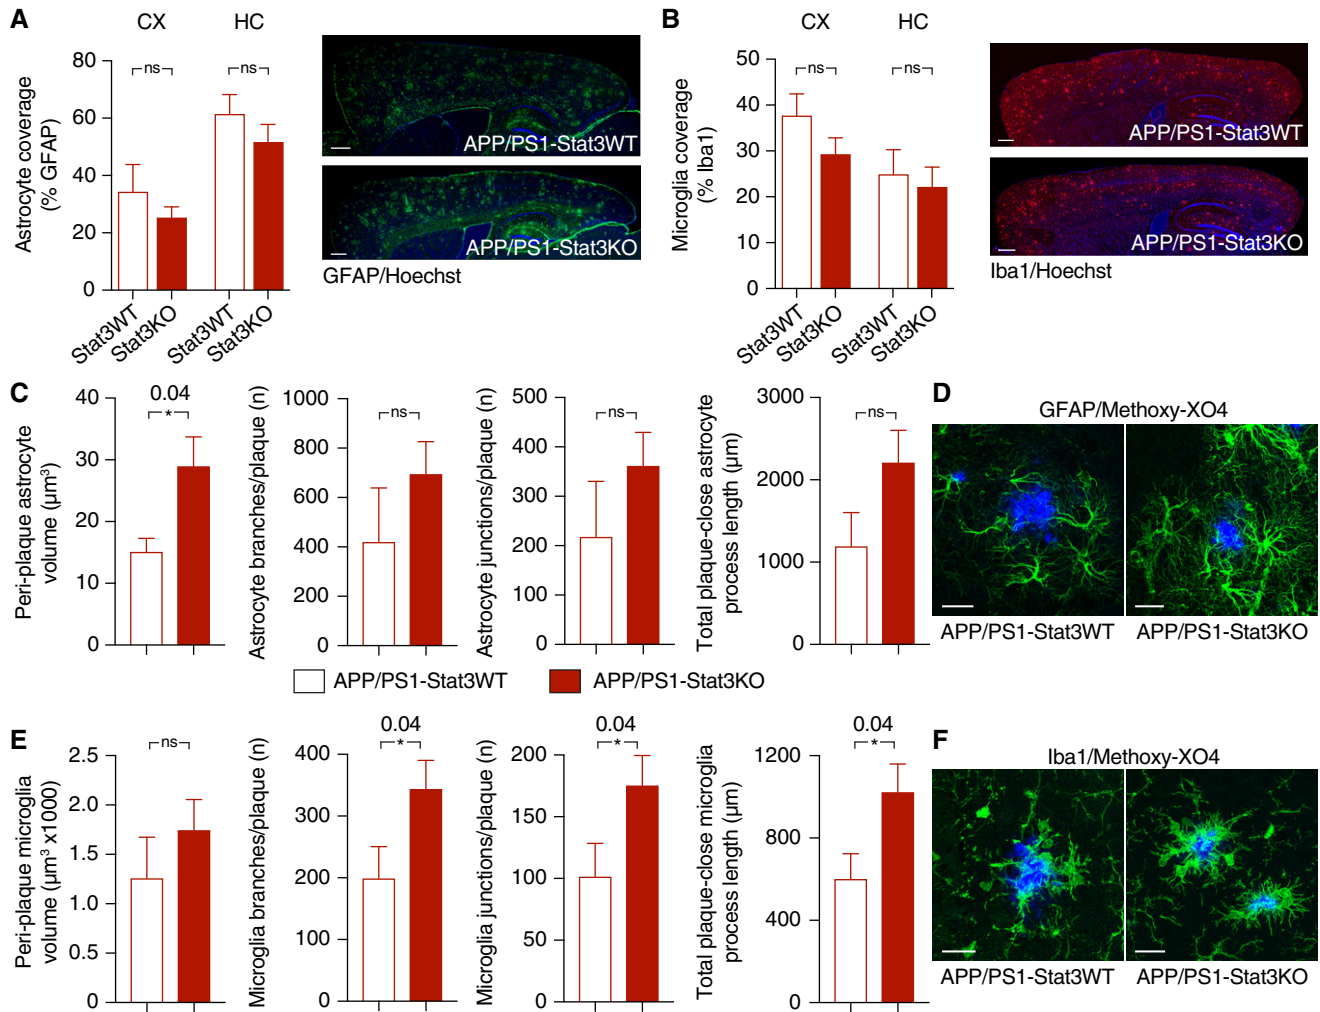 A
CX
HC
Astrocyte coverage
(% GFAP)
80
60
40
20
0
ns
ns
Stat3WT
Stat3KO
Stat3WT
Stat3KO
APP/PS1-Stat3WT
APP/PS1-Stat3KO
GFAP/Hoechst
B
CX
HC
Microglia coverage
(% Iba1)
50
40
30
20
10
0
ns
ns
Stat3WT
Stat3KO
Stat3WT
Stat3KO
APP/PS1-Stat3WT
APP/PS1-Stat3KO
Iba1/Hoechst
C
Peri-plaque astrocyte
volume (µm³)
40
30
20
10
0
0.04
*
Astrocyte branches/plaque (n)
1000
800
600
400
200
0
ns
Astrocyte junctions/plaque (n)
500
400
300
200
100
0
ns
Total plaque-close astrocyte
process length (µm)
3000
2000
1000
0
ns
D
GFAP/Methoxy-XO4
APP/PS1-Stat3WT
APP/PS1-Stat3KO
APP/PS1-Stat3WT
APP/PS1-Stat3KO
E
Peri-plaque microglia
volume (µm³ x1000)
2.5
2.0
1.5
1.0
0.5
0
ns
Microglia branches/plaque (n)
400
300
200
100
0
0.04
*
Microglia junctions/plaque (n)
200
150
100
50
0
0.04
*
Total plaque-close microglia
process length (µm)
1200
800
400
0
0.04
*
F
Iba1/Methoxy-XO4
APP/PS1-Stat3WT
APP/PS1-Stat3KO